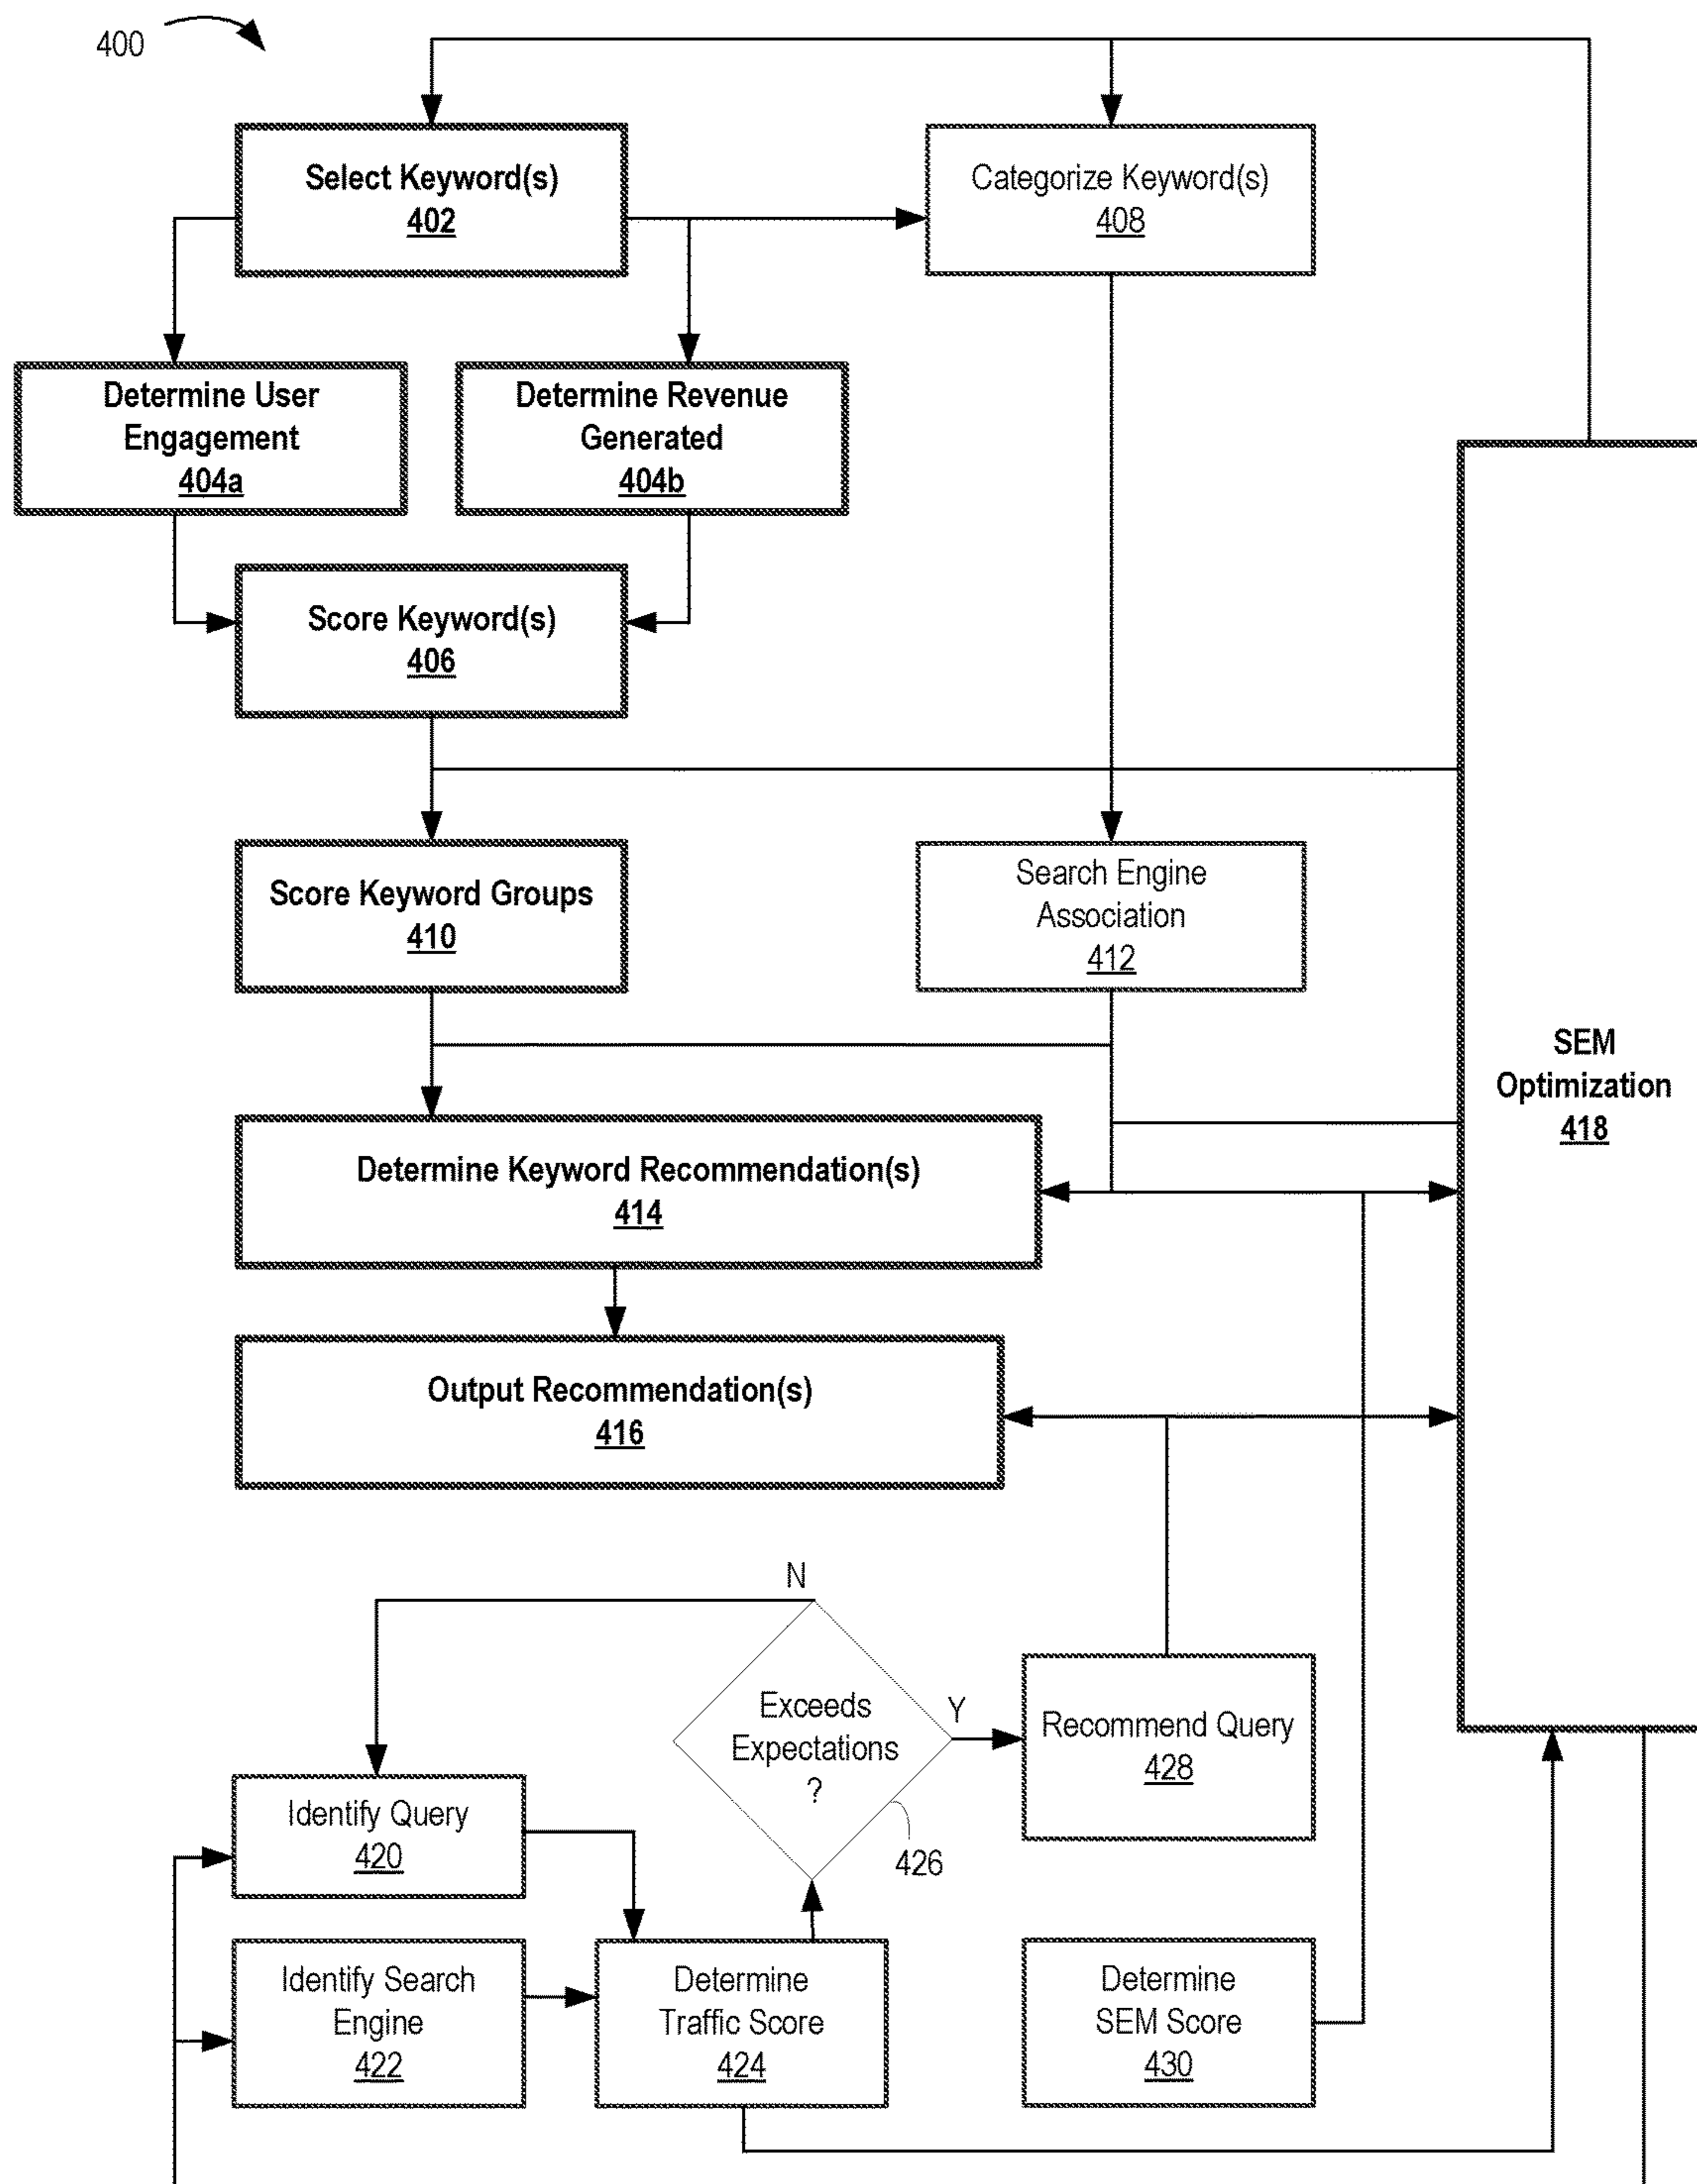 400
Select Keyword(s)
402
Categorize Keyword(s)
408
Determine User
Engagement
404a
Determine Revenue
Generated
404b
Score Keyword(s)
406
Score Keyword Groups
410
Search Engine
Association
412
SEM
Optimization
418
Determine Keyword Recommendation(s)
414
Output Recommendation(s)
416
N
Exceeds
Expectations
?
Y
426
Recommend Query
428
Identify Query
420
Identify Search
Engine
422
Determine
Traffic Score
424
Determine
SEM Score
430